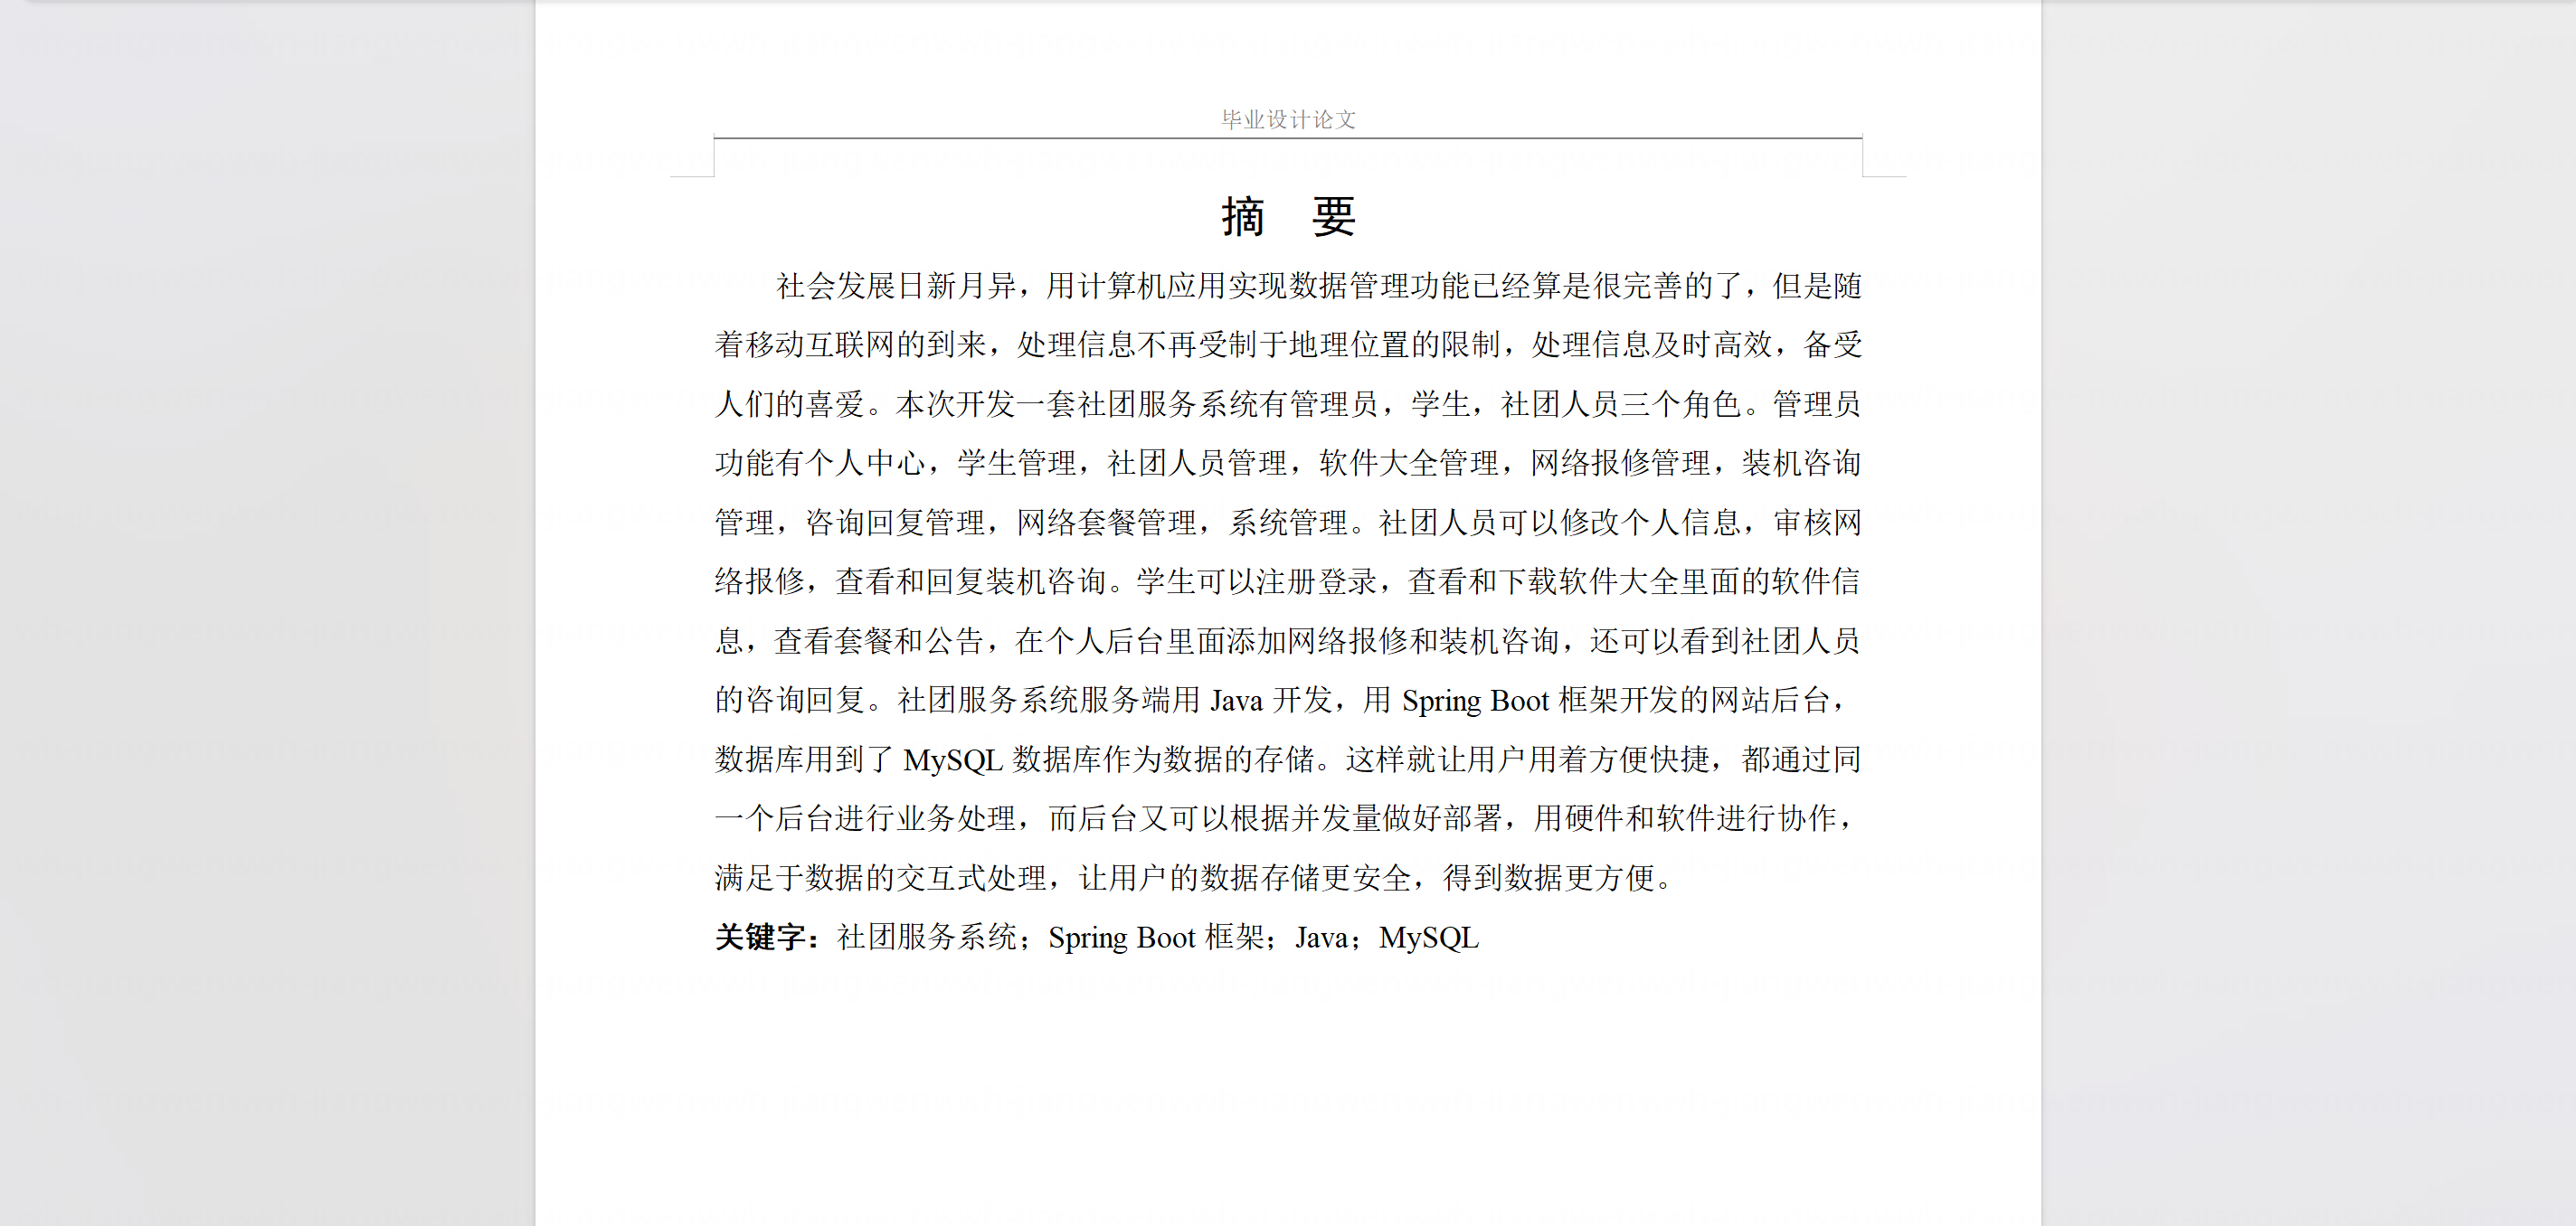 毕业设计论文
摘 要
社会发展日新月异，用计算机应用实现数据管理功能已经算是很完善的了，但是随
着移动互联网的到来，处理信息不再受制于地理位置的限制，处理信息及时高效，备受
人们的喜爱。本次开发一套社团服务系统有管理员，学生，社团人员三个角色。管理员
功能有个人中心，学生管理，社团人员管理，软件大全管理，网络报修管理，装机咨询
管理，咨询回复管理，网络套餐管理，系统管理。社团人员可以修改个人信息，审核网
络报修，查看和回复装机咨询。学生可以注册登录，查看和下载软件大全里面的软件信
息，查看套餐和公告，在个人后台里面添加网络报修和装机咨询，还可以看到社团人员
的咨询回复。社团服务系统服务端用 Java 开发，用 Spring Boot 框架开发的网站后台，
数据库用到了 MySQL 数据库作为数据的存储。这样就让用户用着方便快捷，都通过同
一个后台进行业务处理，而后台又可以根据并发量做好部署，用硬件和软件进行协作，
满足于数据的交互式处理，让用户的数据存储更安全，得到数据更方便。
关键字：社团服务系统；Spring Boot 框架；Java；MySQL